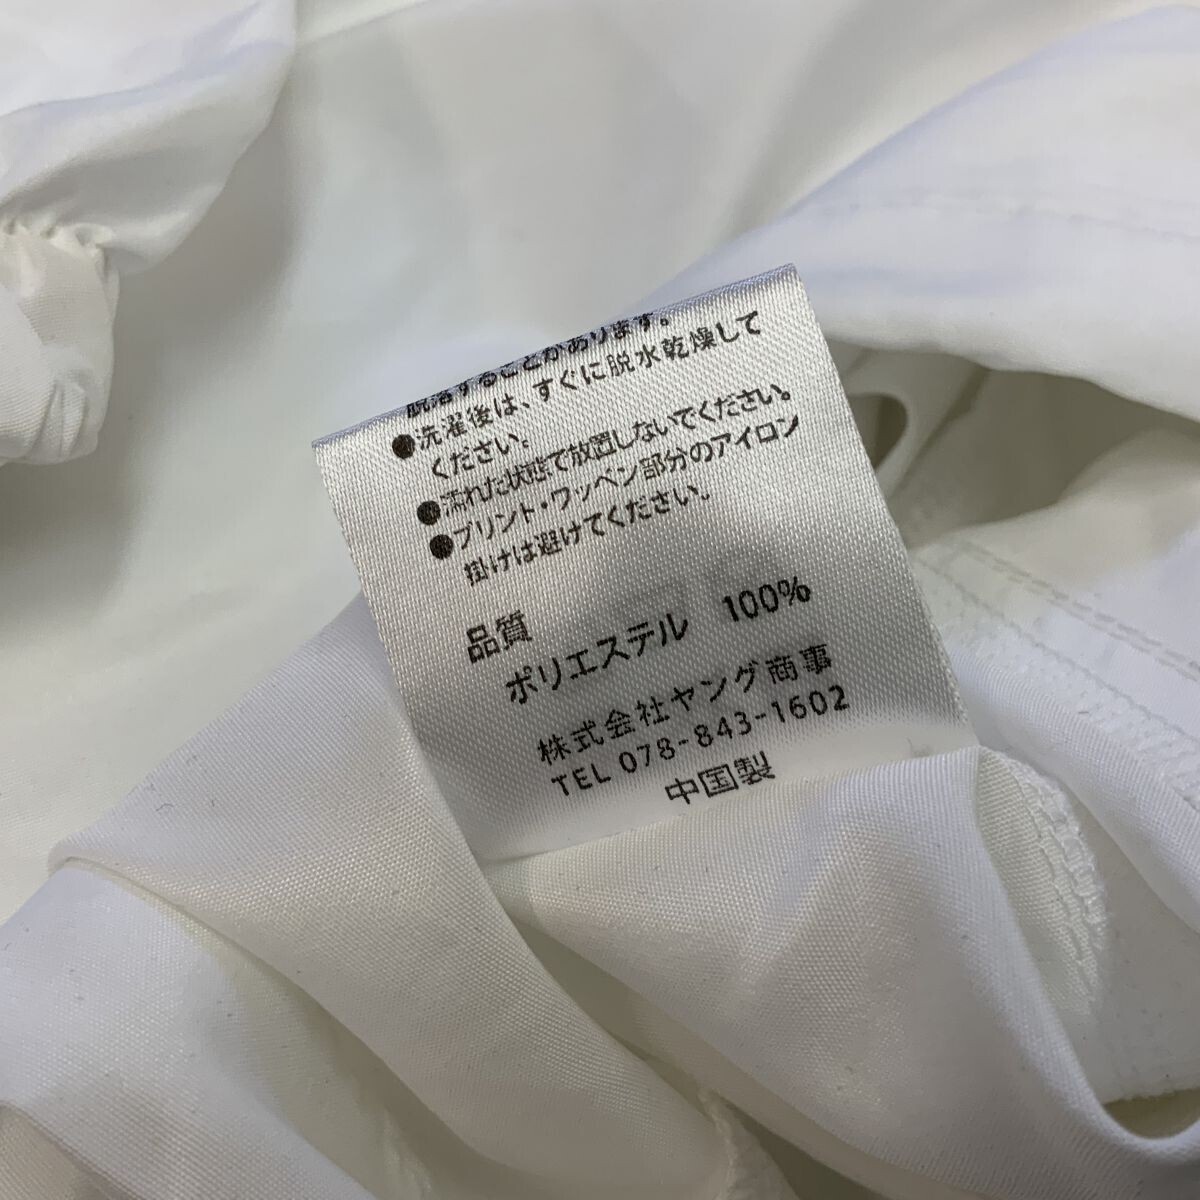 脱落することがあります。
●洗濯後は、すぐに脱水乾燥して
ください。
●濡れた状態で放置しないでください。
●プリント・ワッペン部分のアイロン
掛けは避けてください。
品質
ポリエステル 100%
株式会社ヤング商事
TEL 078-843-1602
中国製